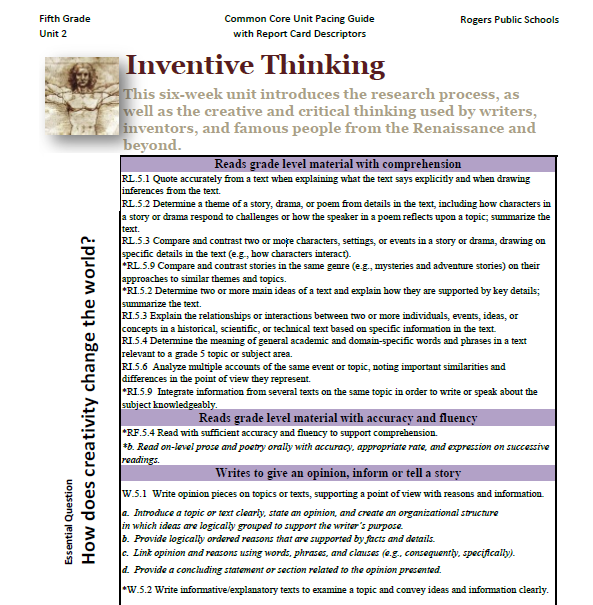 Fifth Grade
Unit 2
Common Core Unit Pacing Guide
with Report Card Descriptors
Rogers Public Schools
Inventive Thinking
This six-week unit introduces the research process, as
well as the creative and critical thinking used by writers,
inventors, and famous people from the Renaissance and
beyond.
Essential Question
How does creativity change the world?
Reads grade level material with comprehension
RL.5.1 Quote accurately from a text when explaining what the text says explicitly and when drawing
inferences from the text.
RL.5.2 Determine a theme of a story, drama, or poem from details in the text, including how characters in
a story or drama respond to challenges or how the speaker in a poem reflects upon a topic; summarize the
text.
RL.5.3 Compare and contrast two or more characters, settings, or events in a story or drama, drawing on
specific details in the text (e.g., how characters interact).
*RL.5.9 Compare and contrast stories in the same genre (e.g., mysteries and adventure stories) on their
approaches to similar themes and topics.
*RI.5.2 Determine two or more main ideas of a text and explain how they are supported by key details;
summarize the text.
RI.5.3 Explain the relationships or interactions between two or more individuals, events, ideas, or
concepts in a historical, scientific, or technical text based on specific information in the text.
RI.5.4 Determine the meaning of general academic and domain-specific words and phrases in a text
relevant to a grade 5 topic or subject area.
RI.5.6 Analyze multiple accounts of the same event or topic, noting important similarities and
differences in the point of view they represent.
*RI.5.9 Integrate information from several texts on the same topic in order to write or speak about the
subject knowledgeably.
Reads grade level material with accuracy and fluency
*RF.5.4 Read with sufficient accuracy and fluency to support comprehension.
*b. Read on-level prose and poetry orally with accuracy, appropriate rate, and expression on successive
readings.
Writes to give an opinion, inform or tell a story
W.5.1 Write opinion pieces on topics or texts, supporting a point of view with reasons and information.
a. Introduce a topic or text clearly, state an opinion, and create an organizational structure
in which ideas are logically grouped to support the writer's purpose.
b. Provide logically ordered reasons that are supported by facts and details.
c. Link opinion and reasons using words, phrases, and clauses (e.g., consequently, specifically).
d. Provide a concluding statement or section related to the opinion presented.
*W.5.2 Write informative/explanatory texts to examine a topic and convey ideas and information clearly.